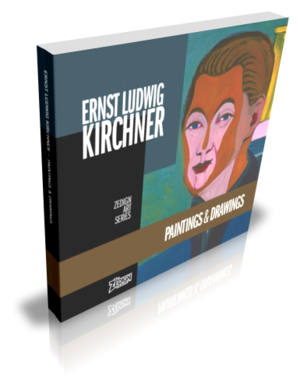 ERNST LUDWIG
KIRCHNER
ZEDIGN
ART
SERIES
PAINTINGS & DRAWINGS
ERNST LUDWIG KIRCHNER PAINTINGS & DRAWINGS